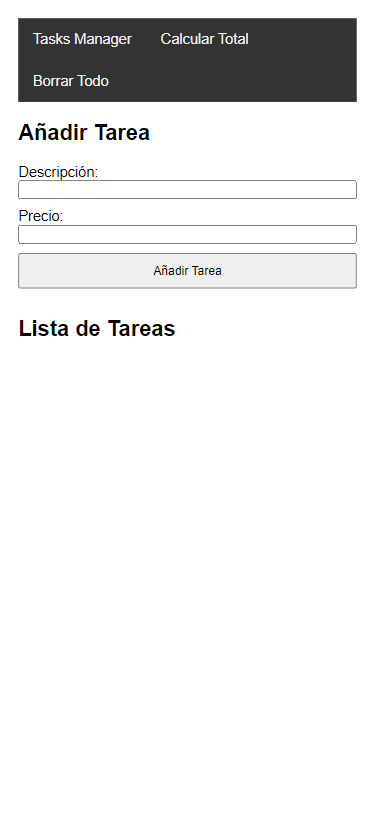 Tasks Manager Calcular Total
Borrar Todo
Añadir Tarea
Descripción:
Precio:
Añadir Tarea
Lista de Tareas